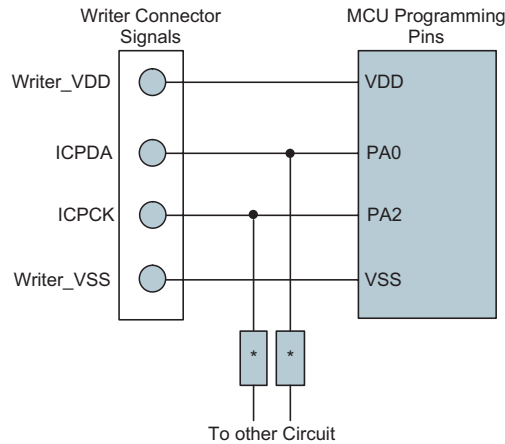 Writer Connector
Signals
MCU Programming
Pins
Writer_VDD
VDD
ICPDA
PA0
ICPCK
PA2
Writer_VSS
VSS
* *
To other Circuit